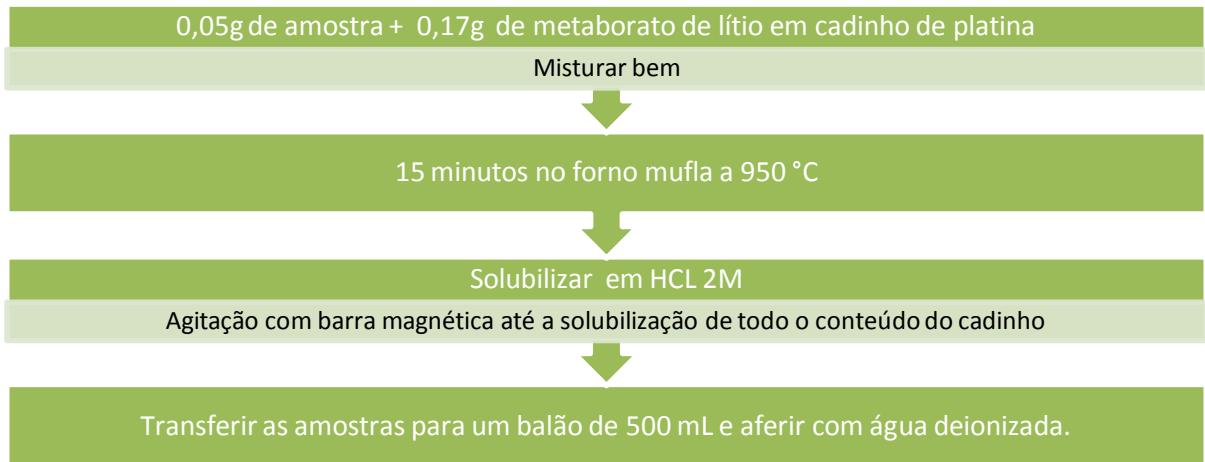 0,05g de amostra + 0,17g de metaborato de lítio em cadinho de platina
Misturar bem
15 minutos no forno mufla a 950 °C
Solubilizar em HCL 2M
Agitação com barra magnética até a solubilização de todo o conteúdo do cadinho
Transferir as amostras para um balão de 500 mL e aferir com água deionizada.